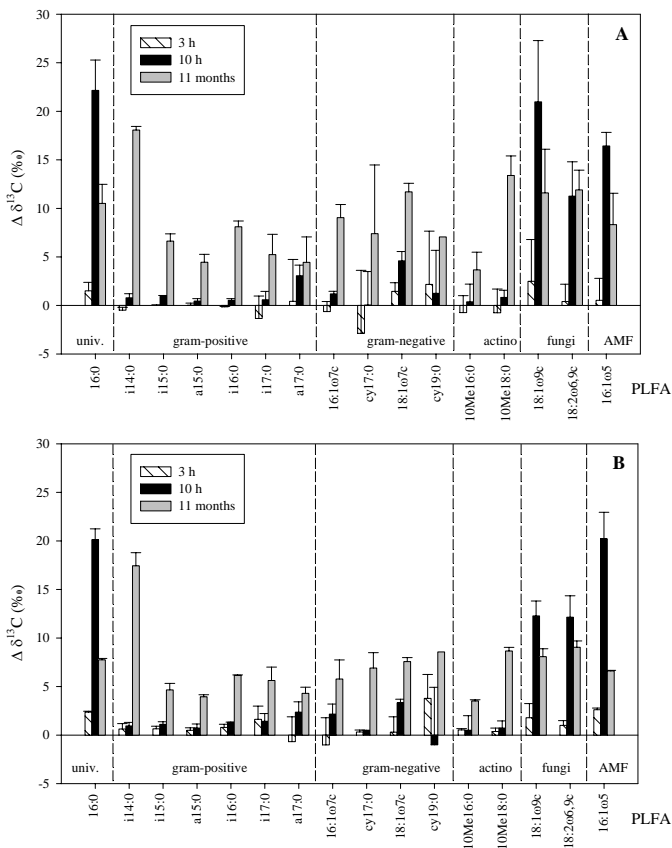 30
25
20
15
10
5
0
-5
Δ δ13C (‰)
3 h
10 h
11 months
A
univ.
gram-positive
gram-negative
actino
fungi
AMF
16:0
i14:0
i15:0
a15:0
i16:0
i17:0
a17:0
16:1ω7c
cy17:0
18:1ω7c
cy19:0
10Me16:0
10Me18:0
18:1ω9c
18:2ω6,9c
16:1ω5
PLFA
30
25
20
15
10
5
0
-5
Δ δ13C (‰)
3 h
10 h
11 months
B
univ.
gram-positive
gram-negative
actino
fungi
AMF
16:0
i14:0
i15:0
a15:0
i16:0
i17:0
a17:0
16:1ω7c
cy17:0
18:1ω7c
cy19:0
10Me16:0
10Me18:0
18:1ω9c
18:2ω6,9c
16:1ω5
PLFA